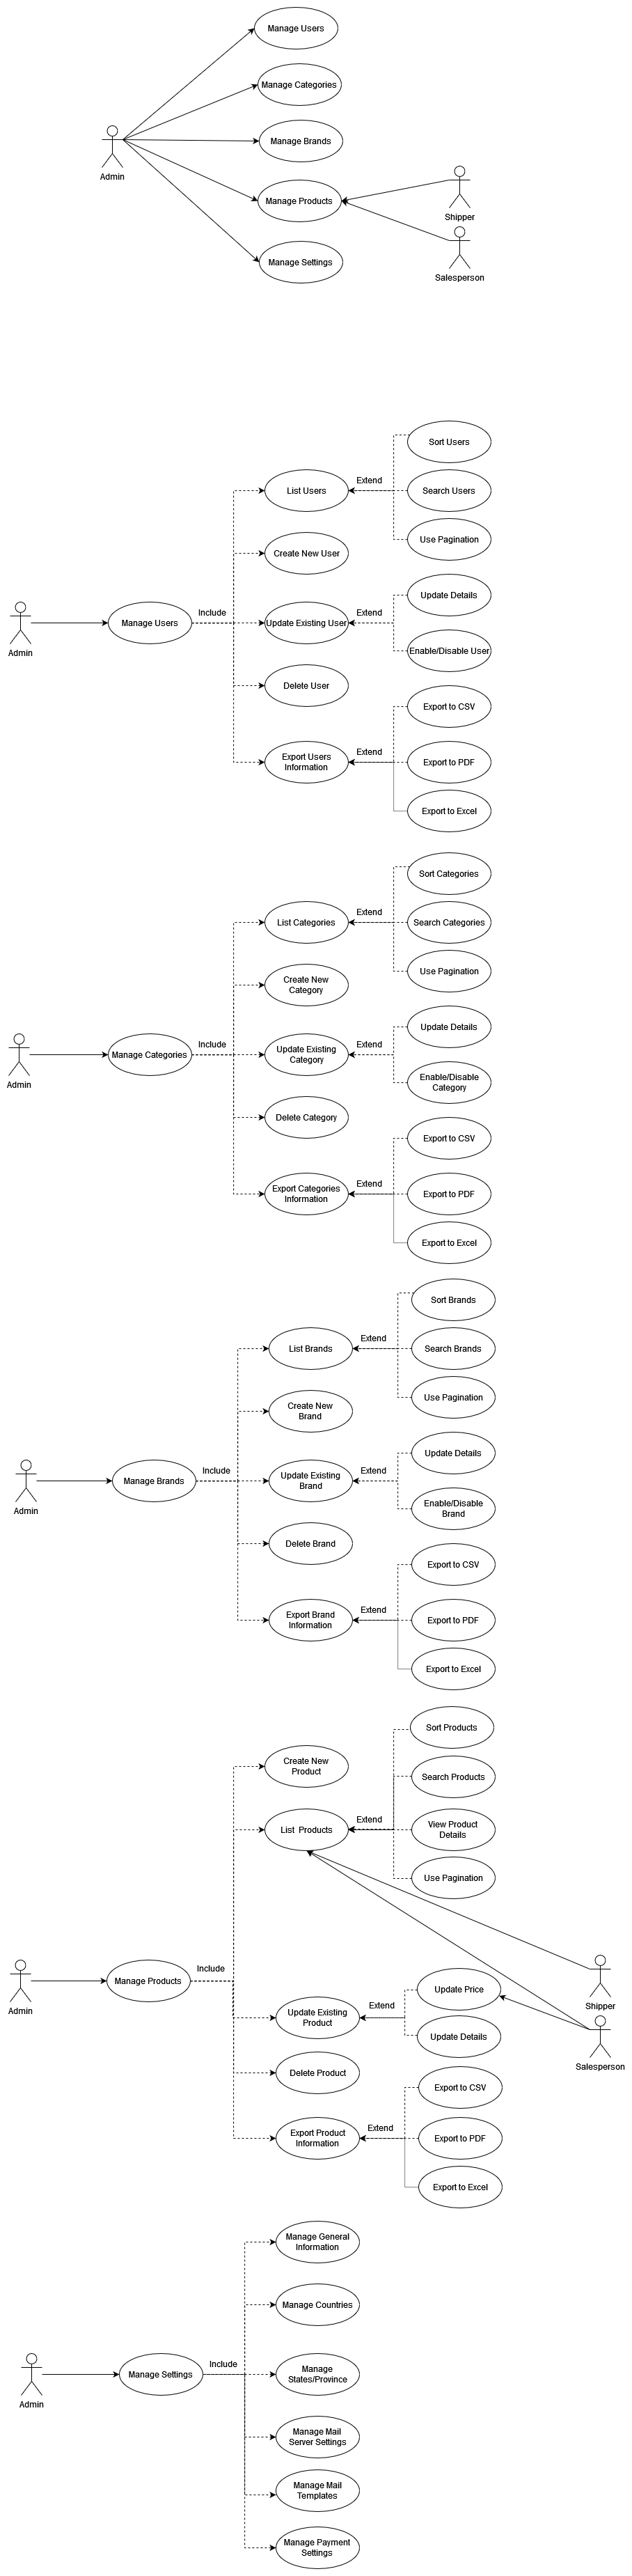 Manage Users
Manage Categories
Admin
Manage Brands
Manage Products
Shipper
Manage Settings
Salesperson
Sort Users
Extend
List Users
Search Users
Use Pagination
Create New User
Update Details
Include
Extend
Manage Users
Update Existing User
Admin
Enable/Disable User
Delete User
Export to CSV
Extend
Export Users
Information
Export to PDF
Export to Excel
Sort Categories
Extend
List Categories
Search Categories
Use Pagination
Create New
Category
Update Details
Include
Extend
Manage Categories
Update Existing
Category
Admin
Enable/Disable
Category
Delete Category
Export to CSV
Extend
Export Categories
Information
Export to PDF
Export to Excel
Sort Brands
Extend
List Brands
Search Brands
Use Pagination
Create New
Brand
Update Details
Include
Extend
Manage Brands
Update Existing
Brand
Admin
Enable/Disable
Brand
Delete Brand
Export to CSV
Extend
Export Brand
Information
Export to PDF
Export to Excel
Sort Products
Create New
Product
Search Products
Extend
List Products
View Product
Details
Use Pagination
Include
Manage Products
Admin
Update Price
Shipper
Extend
Update Existing
Product
Update Details
Salesperson
Delete Product
Export to CSV
Extend
Export Product
Information
Export to PDF
Export to Excel
Manage General
Information
Manage Countries
Include
Manage Settings
Manage
States/Province
Admin
Manage Mail
Server Settings
Manage Mail
Templates
Manage Payment
Settings